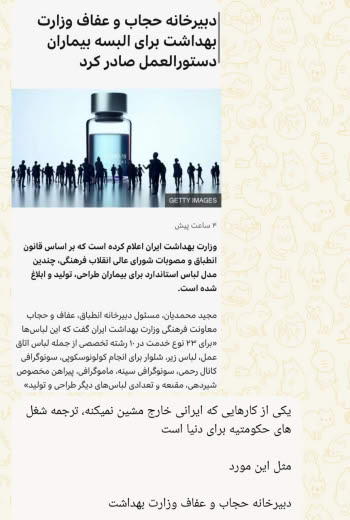 دبیرخانه حجاب و عفاف وزارت
بهداشت برای البسه بیماران
دستورالعمل صادر کرد
GETTY IMAGES
۴ ساعت پیش
وزارت بهداشت ایران اعلام کرده است که بر اساس قانون
انطباق و مصوبات شورای عالی انقلاب فرهنگی، چندین
مدل لباس استاندارد برای بیماران طراحی، تولید و ابلاغ
شده است.
مجید محمدیان، مسئول دبیرخانه انطباق، عفاف و حجاب
معاونت فرهنگی وزارت بهداشت ایران گفت که این لباس‌ها
«برای ۲۳ نوع خدمت در ۱۰ رشته تخصصی از جمله لباس اتاق
عمل، لباس زیر، شلوار برای انجام کولونوسکوپی، سونوگرافی
کانال رحمی، سونوگرافی سینه، ماموگرافی، پیراهن مخصوص
شیردهی، مقنعه و تعدادی لباس‌های دیگر طراحی و تولید»
یکی از کارهایی که ایرانی خارج مشین نمیکنه، ترجمه شغل
های حکومتیه برای دنیا است
مثل این مورد
دبیرخانه حجاب و عفاف وزارت بهداشت